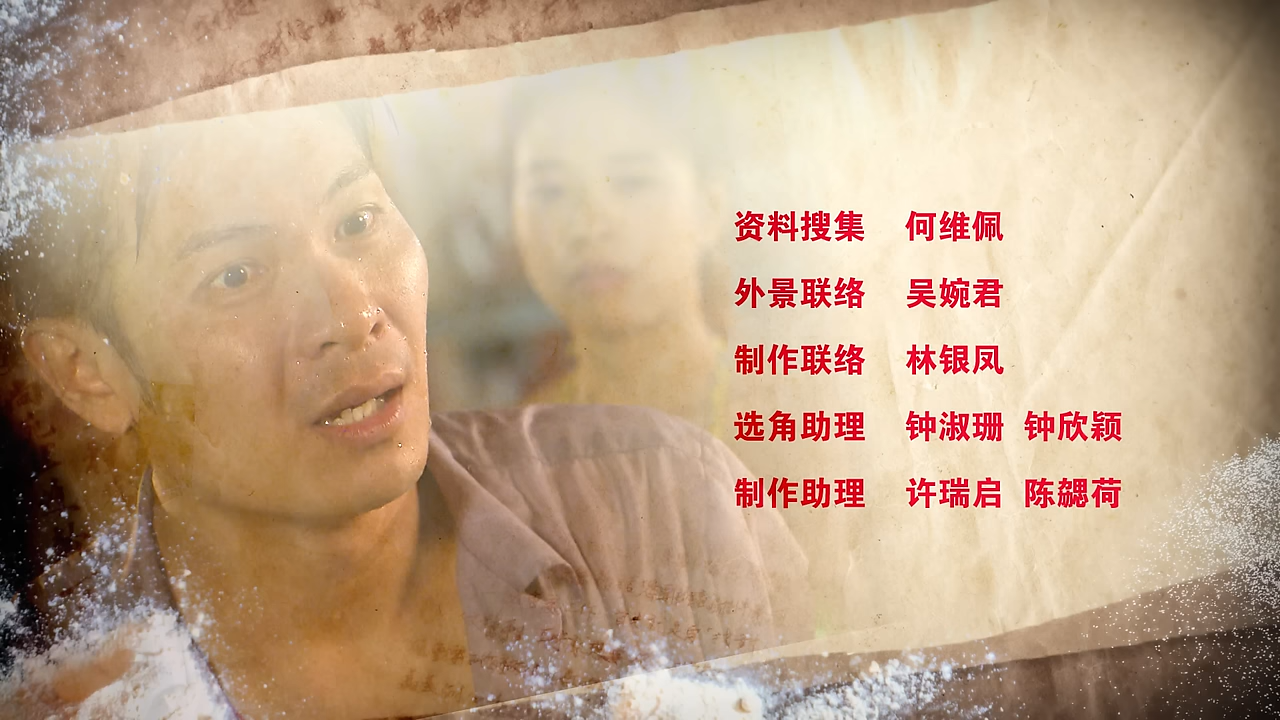 资料搜集 何维佩
外景联络 吴婉君
制作联络 林银凤
选角助理 钟淑珊 钟欣颖
制作助理 许瑞启 陈勰荷